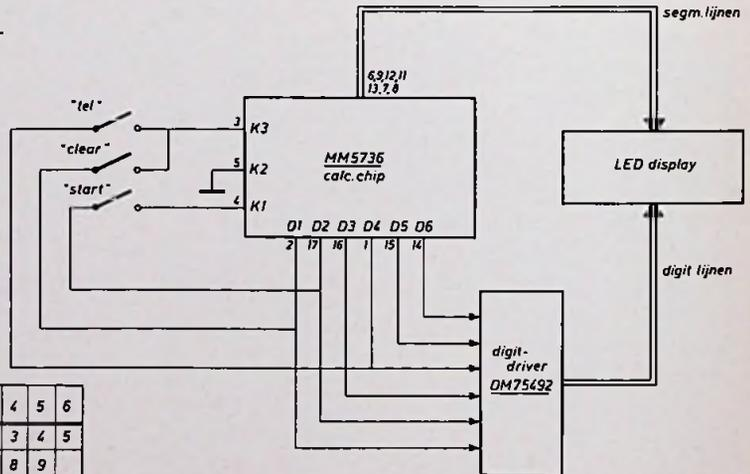 segm. lijnen
6,9,12,11
13,7,8
"tel"
3 K3
"clear"
5 K2
MM5736
calc. chip
LED display
"start"
4 K1
D1 D2 D3 D4 D5 D6
2 17 16 1 15 14
digit lijnen
digit-
driver
DM75492
4 5 6
3 4 5
8 9